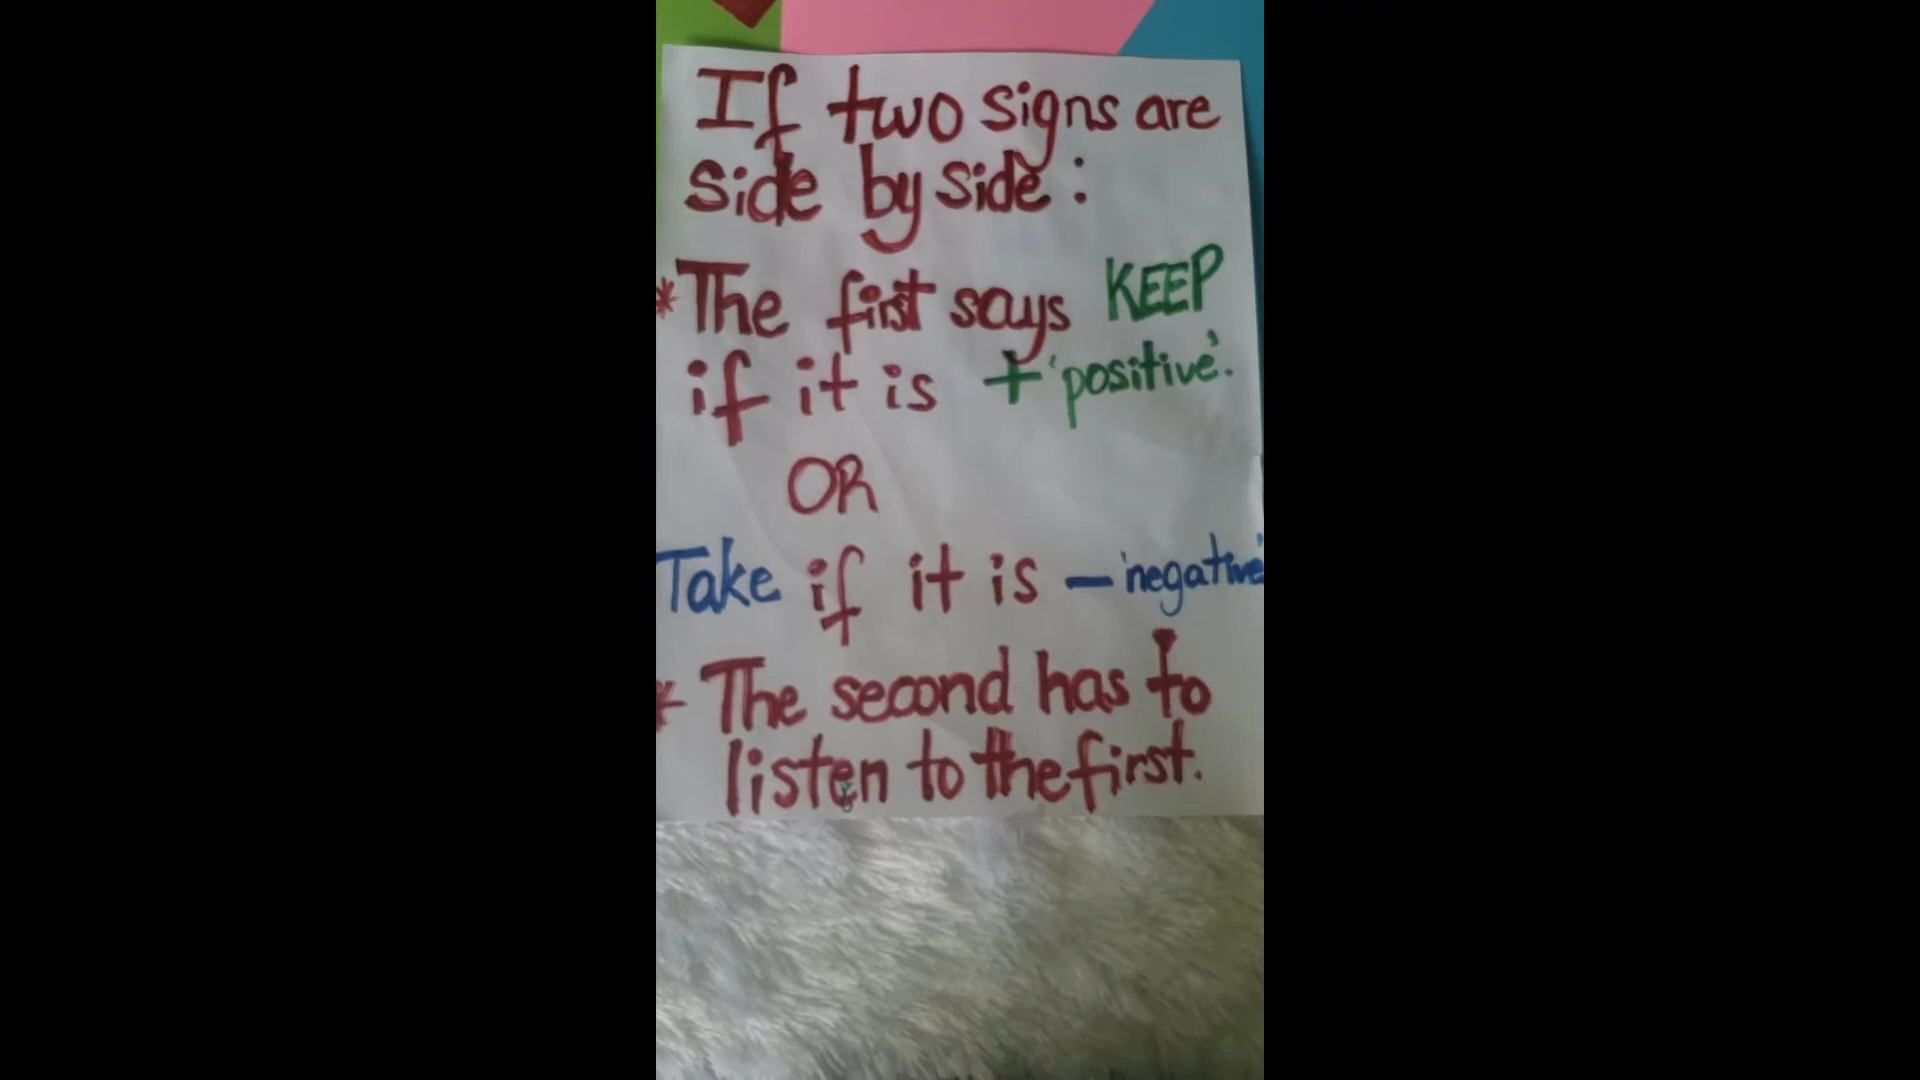 If two signs are
side by side :
* The first says KEEP
if it is + 'positive'.
OR
Take if it is — 'negative'
* The second has to
listen to the first.